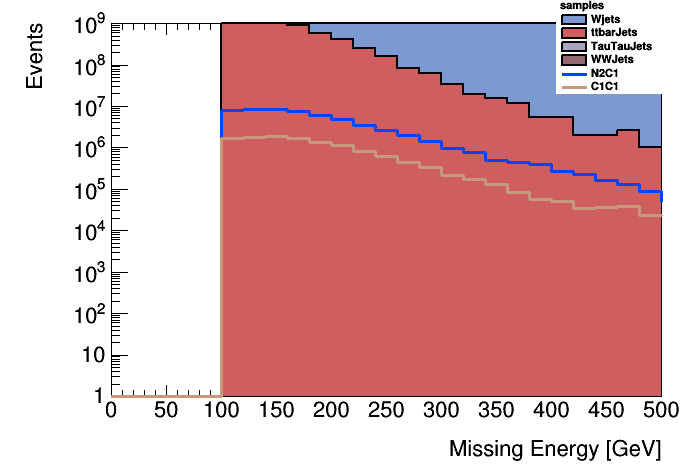 samples
Wjets
ttbarJets
TauTauJets
WWJets
N2C1
C1C1
Events
10^9
10^8
10^7
10^6
10^5
10^4
10^3
10^2
10
1
0 50 100 150 200 250 300 350 400 450 500
Missing Energy [GeV]